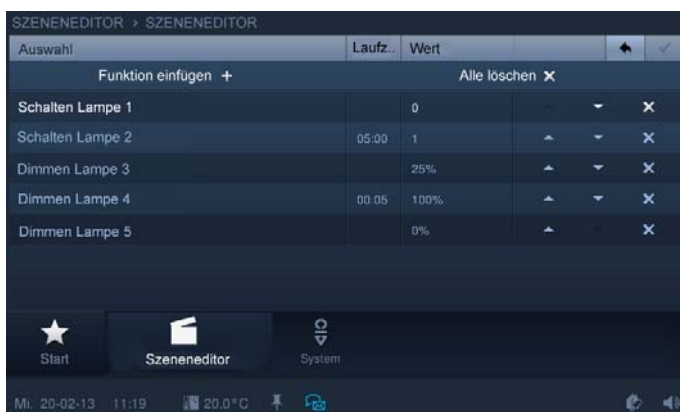 SZENENEDITOR > SZENENEDITOR
Auswahl Laufz.. Wert
Funktion einfügen + Alle löschen ×
Schalten Lampe 1 0
Schalten Lampe 2 05:00 1
Dimmen Lampe 3 25%
Dimmen Lampe 4 00:05 100%
Dimmen Lampe 5 0%
Start Szeneneditor System
Mi. 20-02-13 11:19 20.0°C